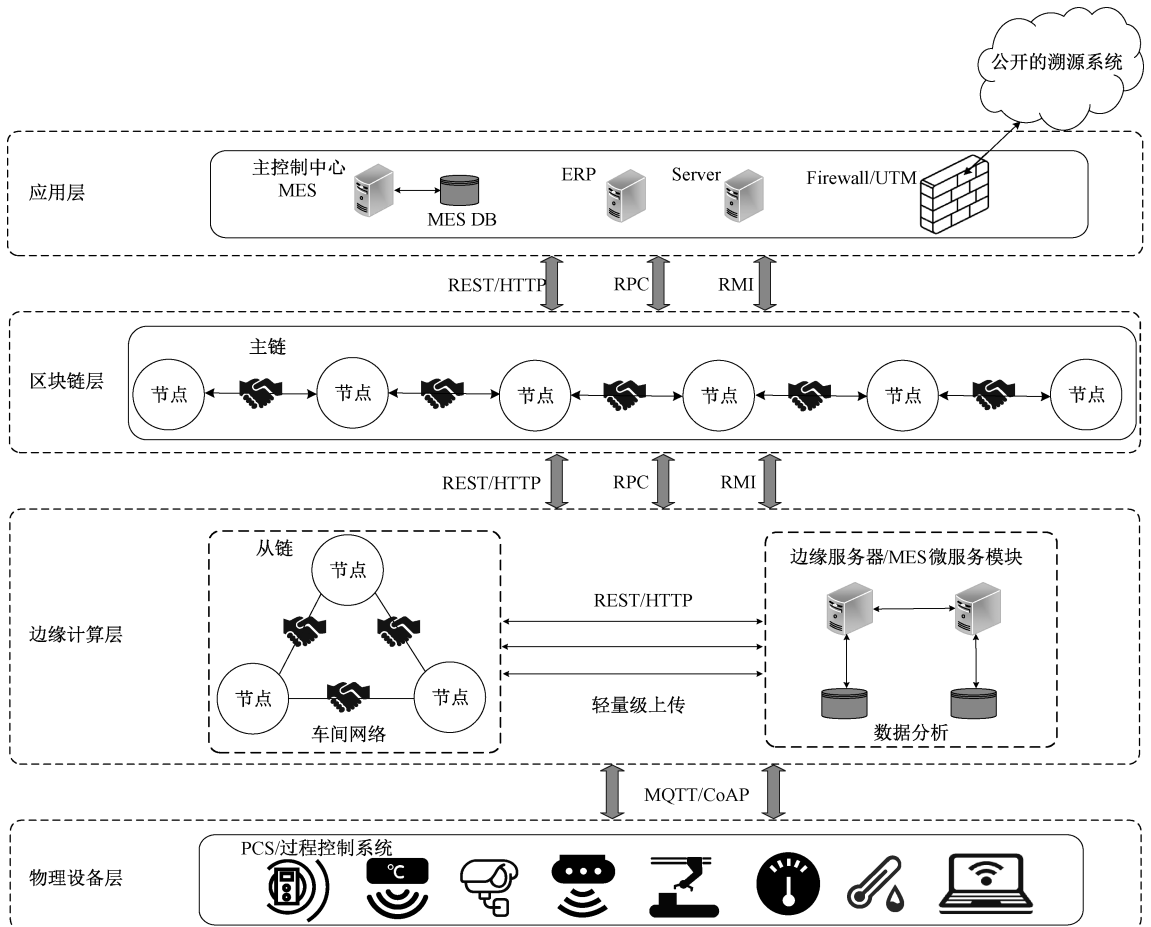 公开的溯源系统
应用层
主控制中心
MES
MES DB
ERP
Server
Firewall/UTM
REST/HTTP
RPC
RMI
区块链层
主链
节点
节点
节点
节点
节点
节点
REST/HTTP
RPC
RMI
边缘计算层
从链
节点
节点
节点
车间网络
REST/HTTP
轻量级上传
边缘服务器/MES微服务模块
数据分析
MQTT/CoAP
物理设备层
PCS/过程控制系统
℃